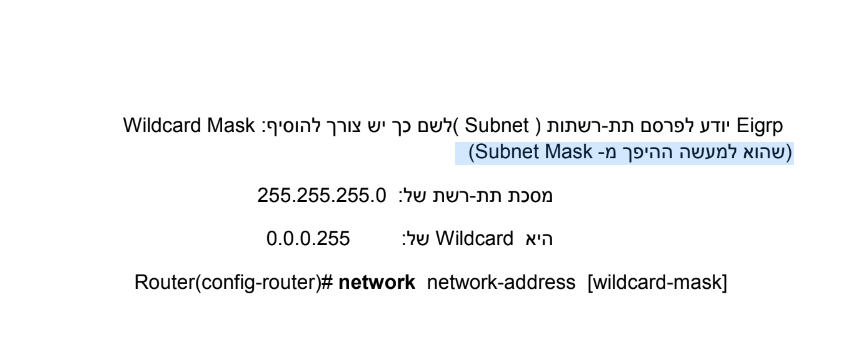 Eigrp יודע לפרסם תת-רשתות ( Subnet )לשם כך יש צורך להוסיף: Wildcard Mask
(שהוא למעשה ההיפך מ- Subnet Mask)
מסכת תת-רשת של: 255.255.255.0
היא Wildcard של: 0.0.0.255
Router(config-router)# network network-address [wildcard-mask]